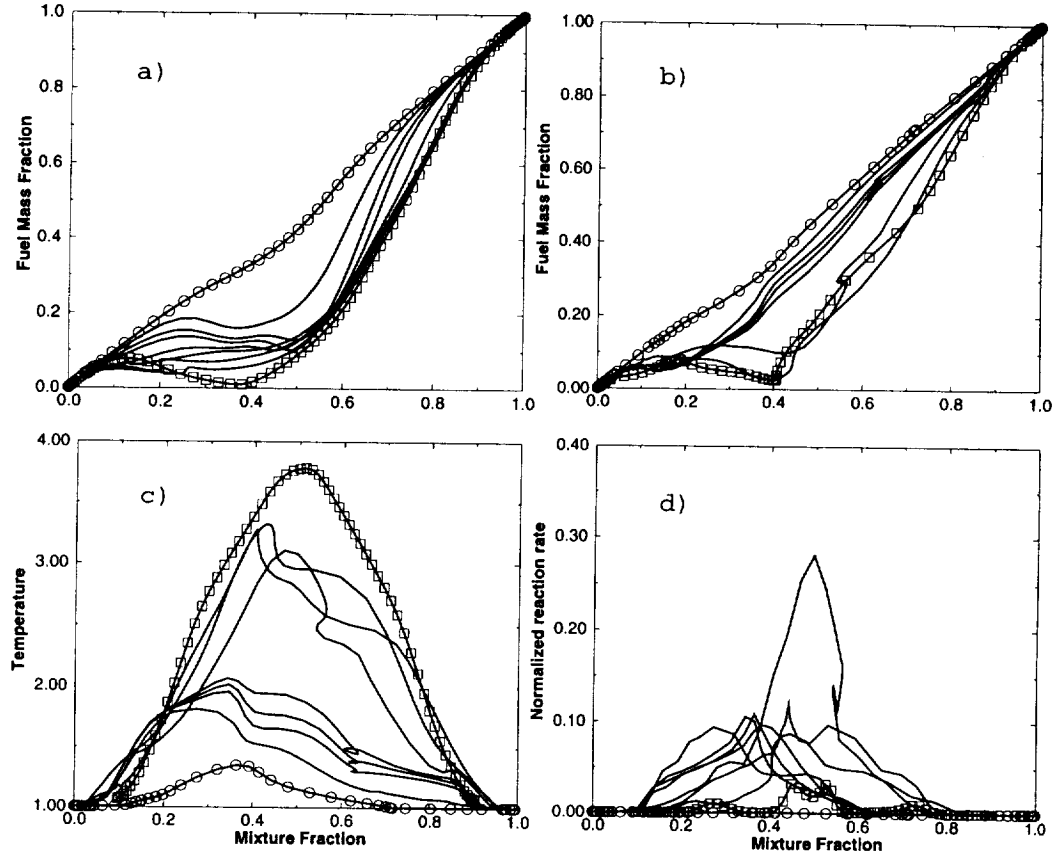 a)
Fuel Mass Fraction
1.0
0.8
0.6
0.4
0.2
0.0
0.0 0.2 0.4 0.6 0.8 1.0
b)
Fuel Mass Fraction
1.00
0.80
0.60
0.40
0.20
0.00
0.0 0.2 0.4 0.6 0.8 1.0
c)
Temperature
4.00
3.00
2.00
1.00
0.0 0.2 0.4 0.6 0.8 1.0
Mixture Fraction
d)
Normalized reaction rate
0.40
0.30
0.20
0.10
0.00
0.0 0.2 0.4 0.6 0.8 1.0
Mixture Fraction